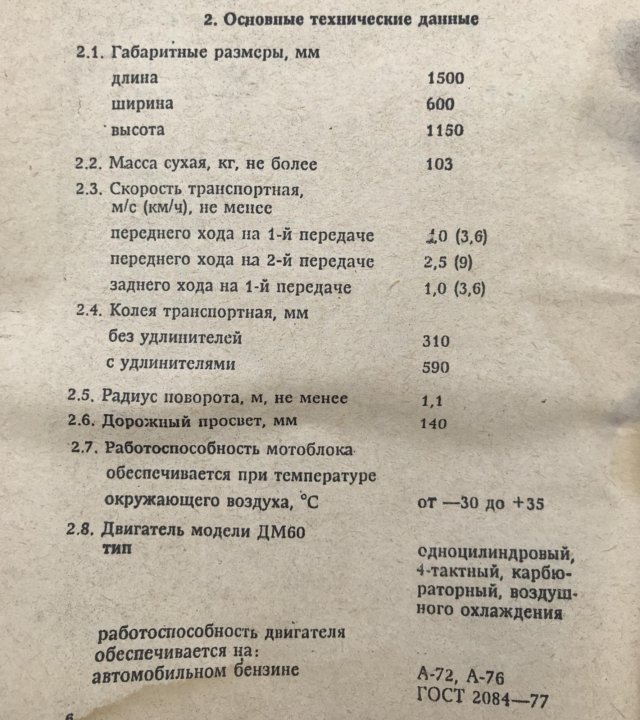 2. Основные технические данные
2.1. Габаритные размеры, мм
длина 1500
ширина 600
высота 1150
2.2. Масса сухая, кг, не более 103
2.3. Скорость транспортная,
м/с (км/ч), не менее
переднего хода на 1-й передаче 1,0 (3,6)
переднего хода на 2-й передаче 2,5 (9)
заднего хода на 1-й передаче 1,0 (3,6)
2.4. Колея транспортная, мм
без удлинителей 310
с удлинителями 590
2.5. Радиус поворота, м, не менее 1,1
2.6. Дорожный просвет, мм 140
2.7. Работоспособность мотоблока
обеспечивается при температуре
окружающего воздуха, °С от —30 до +35
2.8. Двигатель модели ДМ60
тип одноцилиндровый,
4-тактный, карбю-
раторный, воздуш-
ного охлаждения
работоспособность двигателя
обеспечивается на:
автомобильном бензине А-72, А-76
ГОСТ 2084—77
6